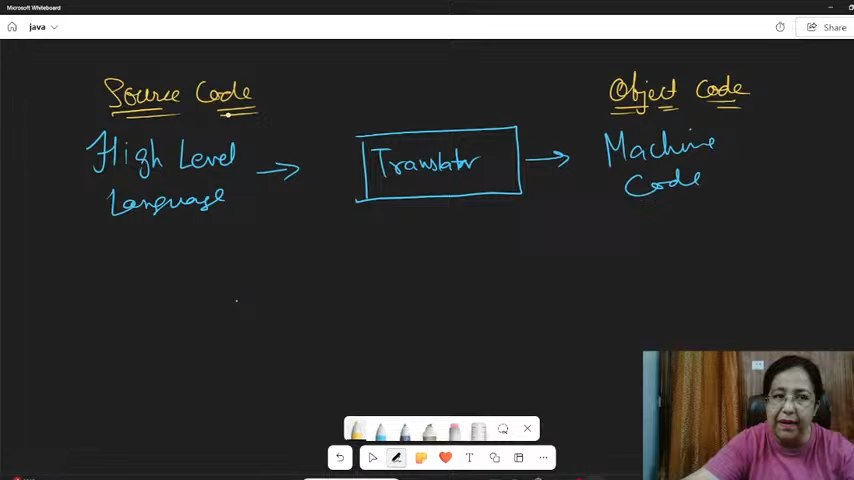 Microsoft Whiteboard
java
Share
Source Code
Object Code
High Level
Language
Translator
Machine
Code
T